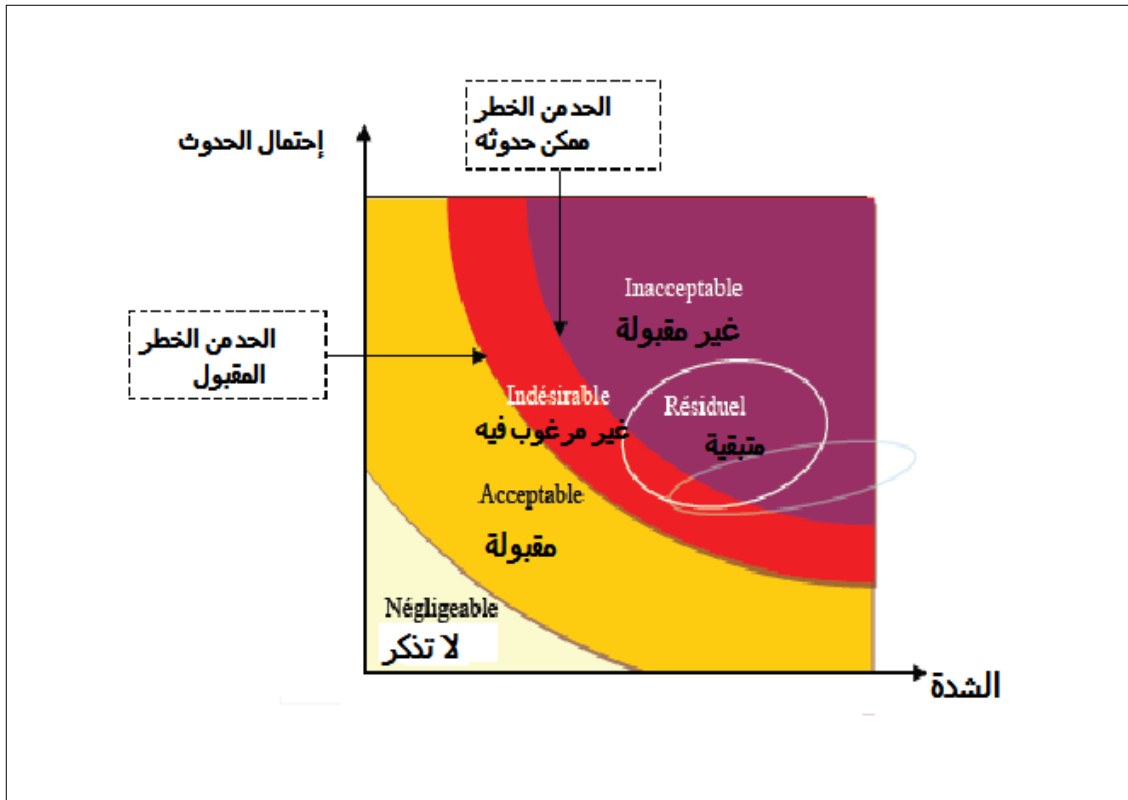 الحد من الخطر
ممكن حدوثه
إحتمال الحدوث
Inacceptable
غير مقبولة
الحد من الخطر
المقبول
Indésirable
غير مرغوب فيه
Résiduel
متبقية
Acceptable
مقبولة
Négligeable
لا تذكر
الشدة